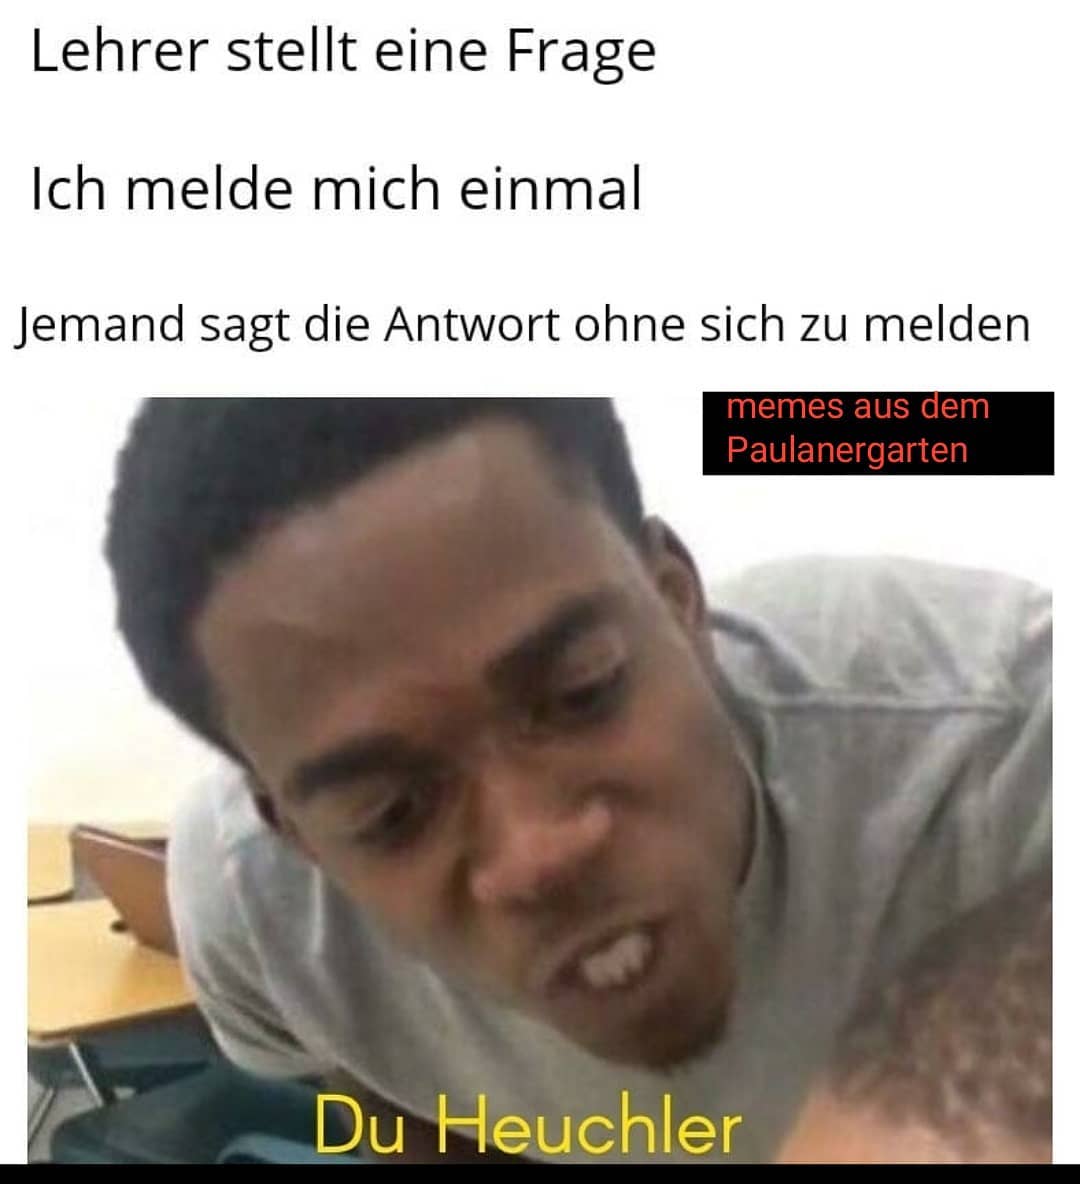 Lehrer stellt eine Frage
Ich melde mich einmal
Jemand sagt die Antwort ohne sich zu melden
memes aus dem
Paulanergarten
Du Heuchler